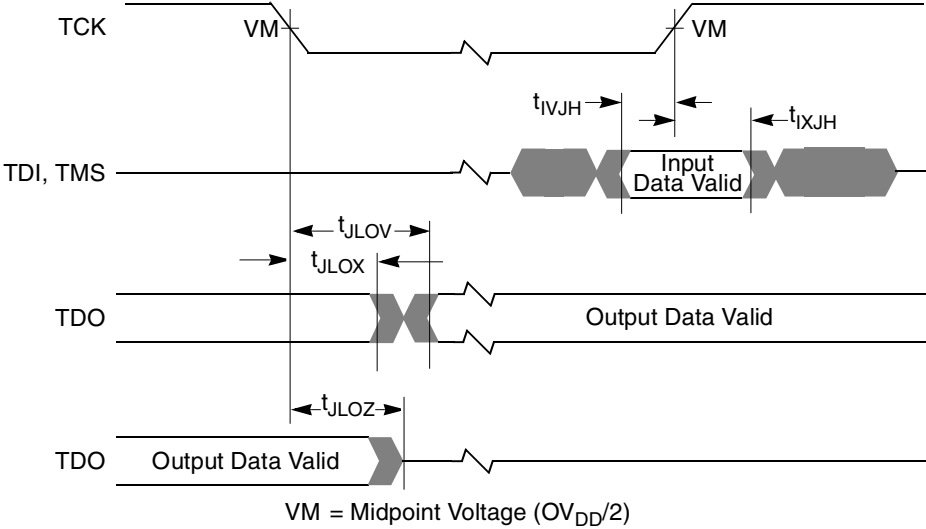 TCK
VM
VM
tIVJH
tIXJH
TDI, TMS
Input
Data Valid
tJLOV
tJLOX
TDO
Output Data Valid
tJLOZ
TDO
Output Data Valid
VM = Midpoint Voltage (OVDD/2)